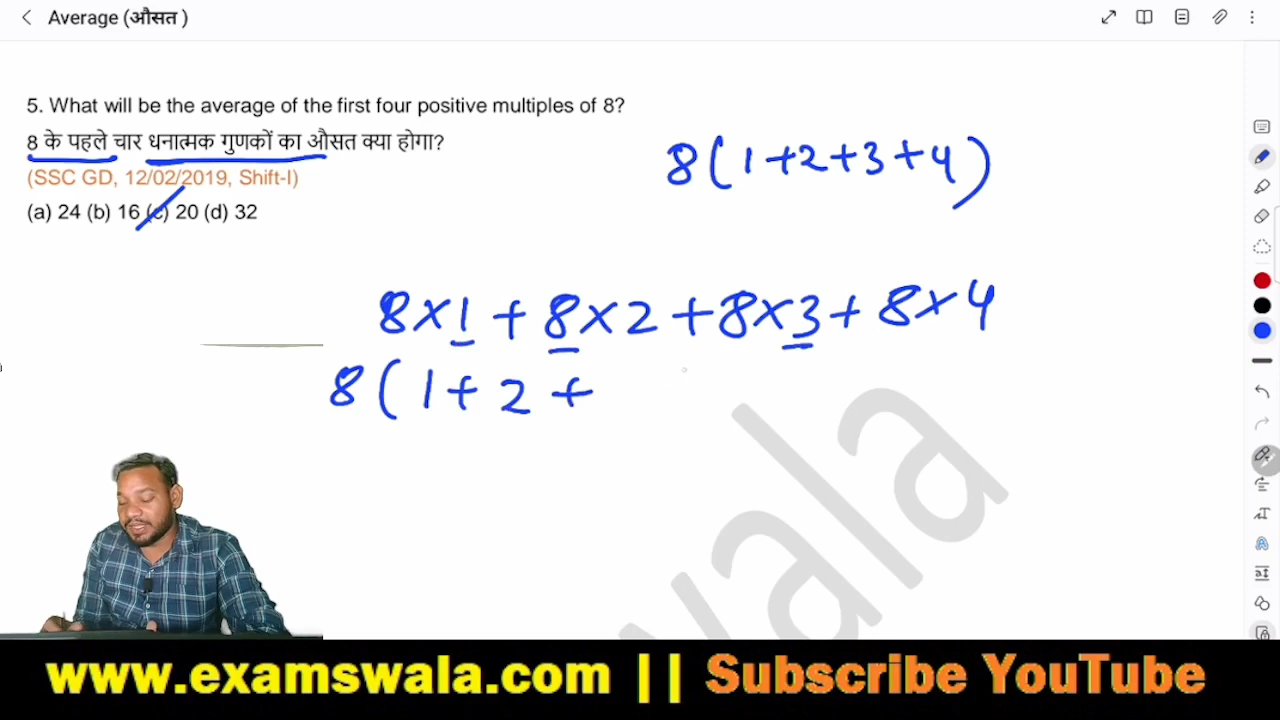 Average (औसत )
5. What will be the average of the first four positive multiples of 8?
8 के पहले चार धनात्मक गुणकों का औसत क्या होगा?
(SSC GD, 12/02/2019, Shift-I)
(a) 24 (b) 16 (c) 20 (d) 32
8(1+2+3+4)
8×1+8×2+8×3+8×4
8(1+2+
wala
www.examswala.com || Subscribe YouTube